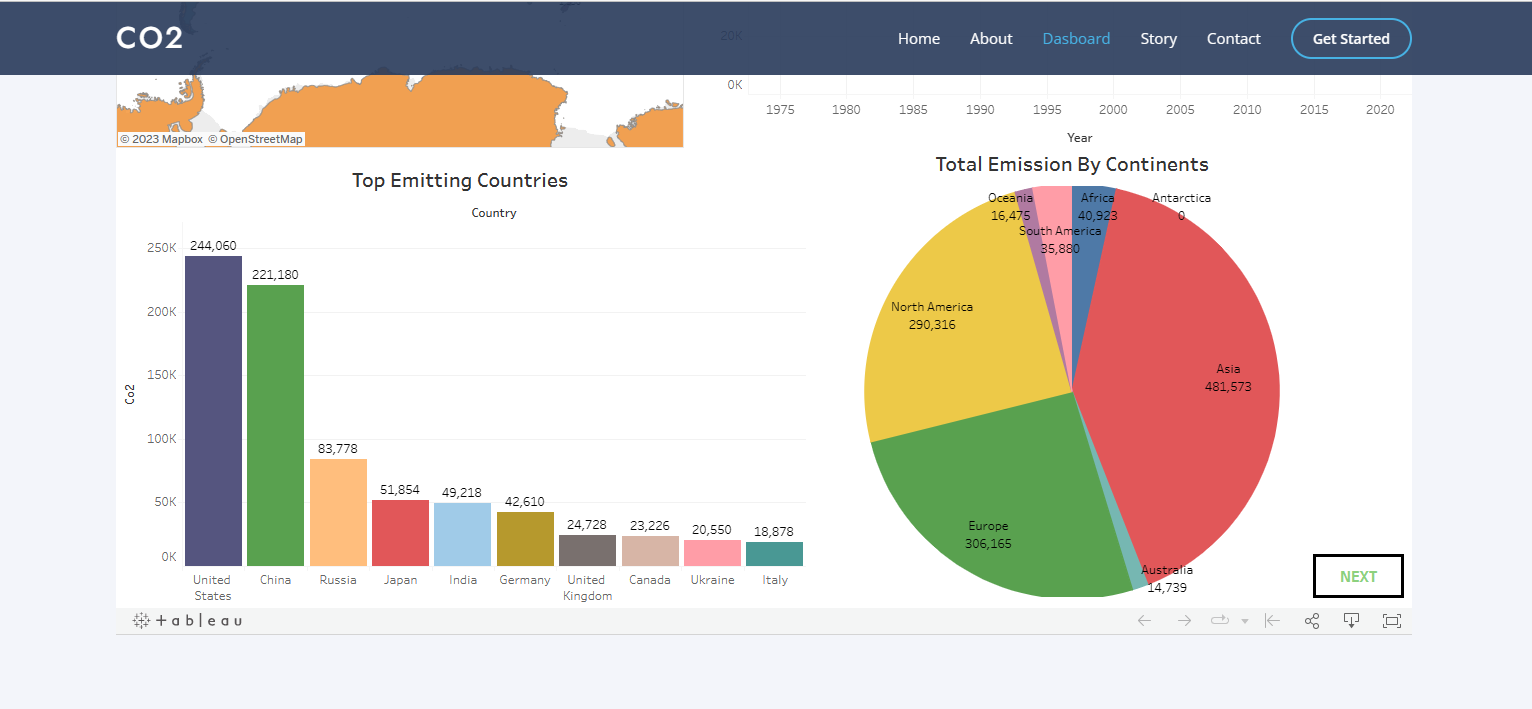 CO2
Home About Dasboard Story Contact Get Started
20K
0K
1975 1980 1985 1990 1995 2000 2005 2010 2015 2020
Year
© 2023 Mapbox © OpenStreetMap
Top Emitting Countries
Country
Co2
250K
200K
150K
100K
50K
0K
244,060
221,180
83,778
51,854
49,218
42,610
24,728
23,226
20,550
18,878
United
States
China
Russia
Japan
India
Germany
United
Kingdom
Canada
Ukraine
Italy
Total Emission By Continents
Oceania
16,475
South America
35,880
Africa
40,923
Antarctica
0
North America
290,316
Asia
481,573
Europe
306,165
Australia
14,739
NEXT
+ableau